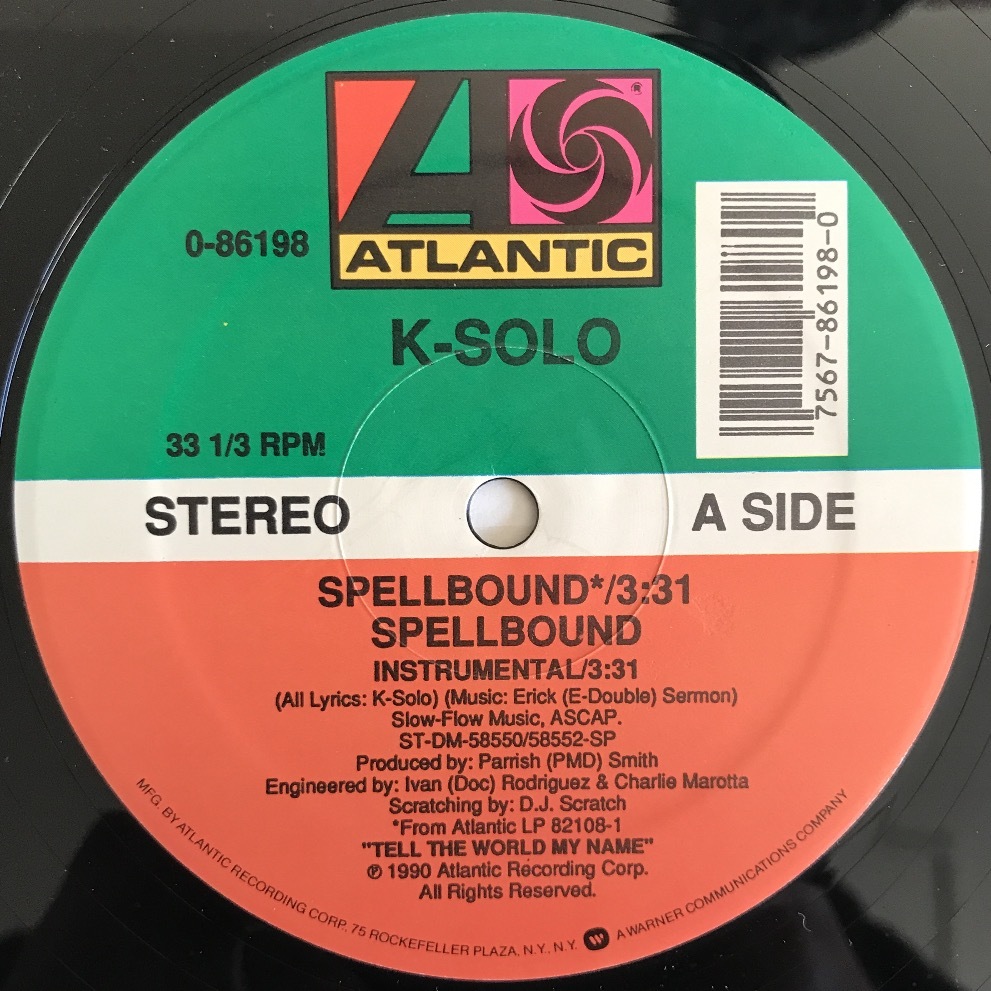 ATLANTIC
®
0-86198
7567-86198-0
K-SOLO
33 1/3 RPM
STEREO
A SIDE
SPELLBOUND*/3:31
SPELLBOUND
INSTRUMENTAL/3:31
(All Lyrics: K-Solo) (Music: Erick (E-Double) Sermon)
Slow-Flow Music, ASCAP.
ST-DM-58550/58552-SP
Produced by: Parrish (PMD) Smith
Engineered by: Ivan (Doc) Rodriguez & Charlie Marotta
Scratching by: D.J. Scratch
*From Atlantic LP 82108-1
"TELL THE WORLD MY NAME"
℗ 1990 Atlantic Recording Corp.
All Rights Reserved.
MFG. BY ATLANTIC RECORDING CORP. 75 ROCKEFELLER PLAZA, N.Y., N.Y. A WARNER COMMUNICATIONS COMPANY